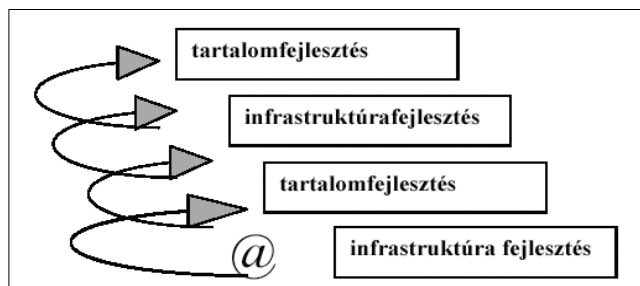 tartalomfejlesztés
infrastruktúrafejlesztés
tartalomfejlesztés
@
infrastruktúra fejlesztés